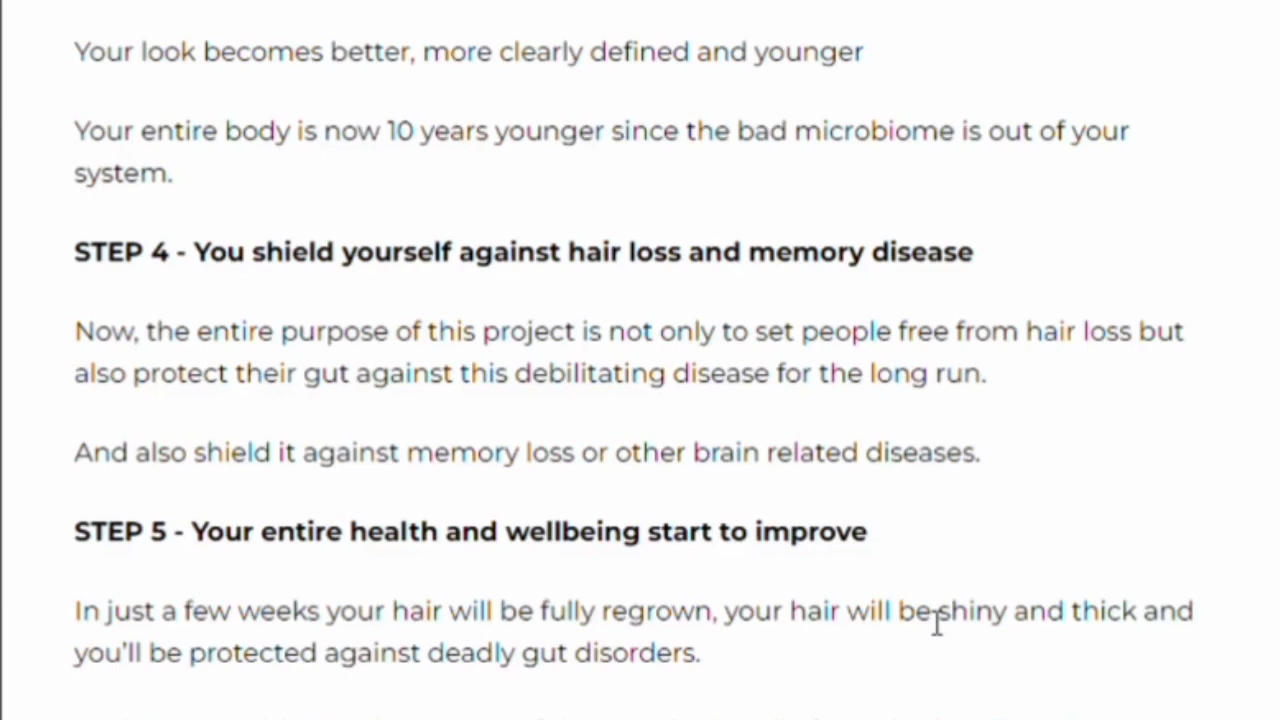 Your look becomes better, more clearly defined and younger
Your entire body is now 10 years younger since the bad microbiome is out of your
system.
STEP 4 - You shield yourself against hair loss and memory disease
Now, the entire purpose of this project is not only to set people free from hair loss but
also protect their gut against this debilitating disease for the long run.
And also shield it against memory loss or other brain related diseases.
STEP 5 - Your entire health and wellbeing start to improve
In just a few weeks your hair will be fully regrown, your hair will be shiny and thick and
you'll be protected against deadly gut disorders.